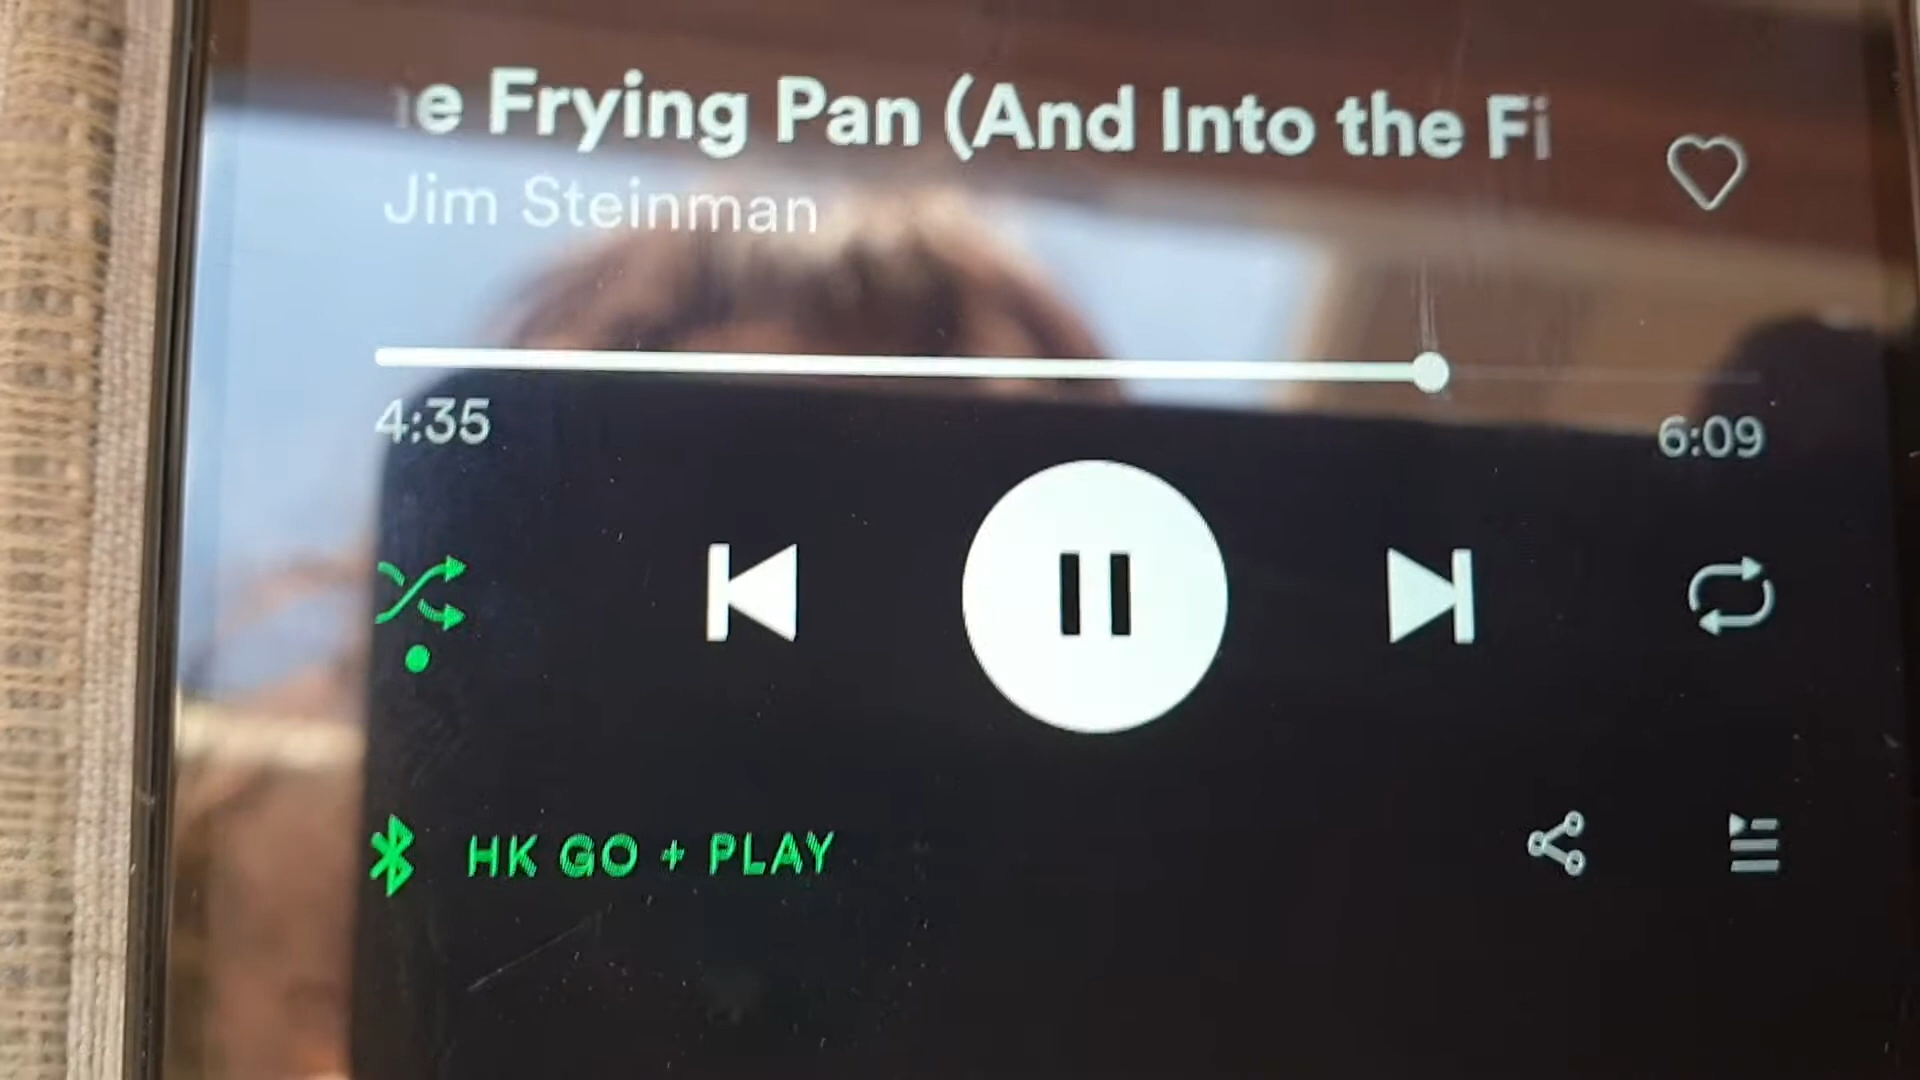 e Frying Pan (And Into the Fi
Jim Steinman
4:35
6:09
HK GO + PLAY